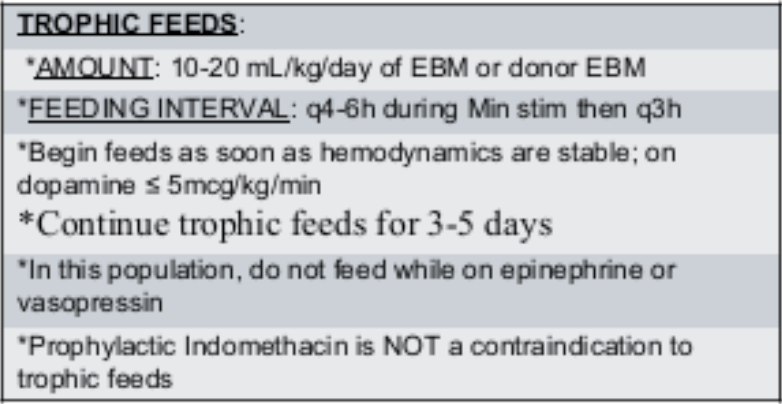 TROPHIC FEEDS:
*AMOUNT: 10-20 mL/kg/day of EBM or donor EBM
*FEEDING INTERVAL: q4-6h during Min stim then q3h
*Begin feeds as soon as hemodynamics are stable; on
dopamine ≤ 5mcg/kg/min
*Continue trophic feeds for 3-5 days
*In this population, do not feed while on epinephrine or
vasopressin
*Prophylactic Indomethacin is NOT a contraindication to
trophic feeds